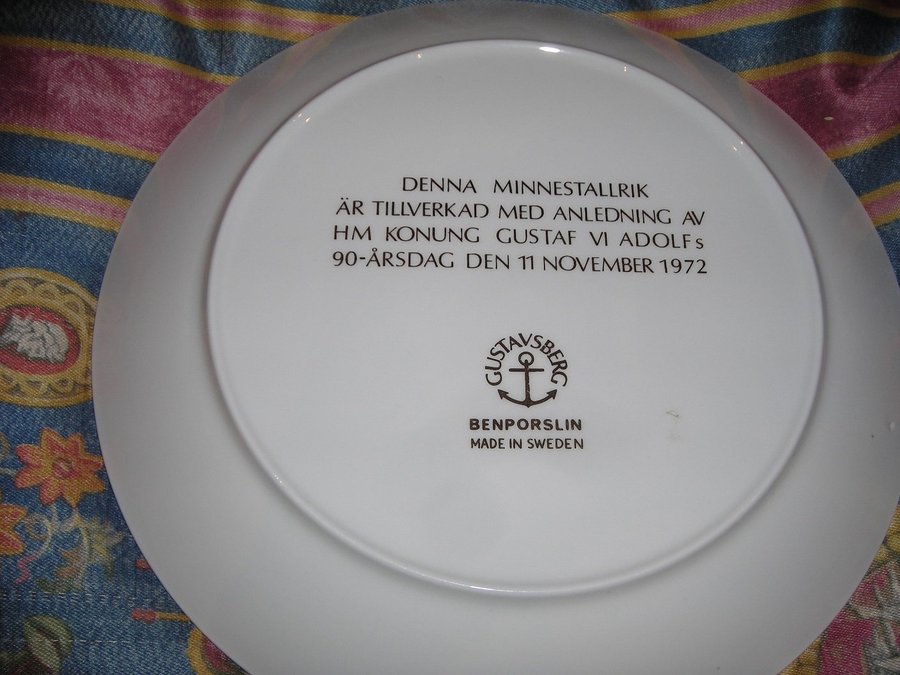 DENNA MINNESTALLRIK
ÄR TILLVERKAD MED ANLEDNING AV
HM KONUNG GUSTAF VI ADOLFs
90-ÅRSDAG DEN 11 NOVEMBER 1972
GUSTAVSBERG
BENPORSLIN
MADE IN SWEDEN